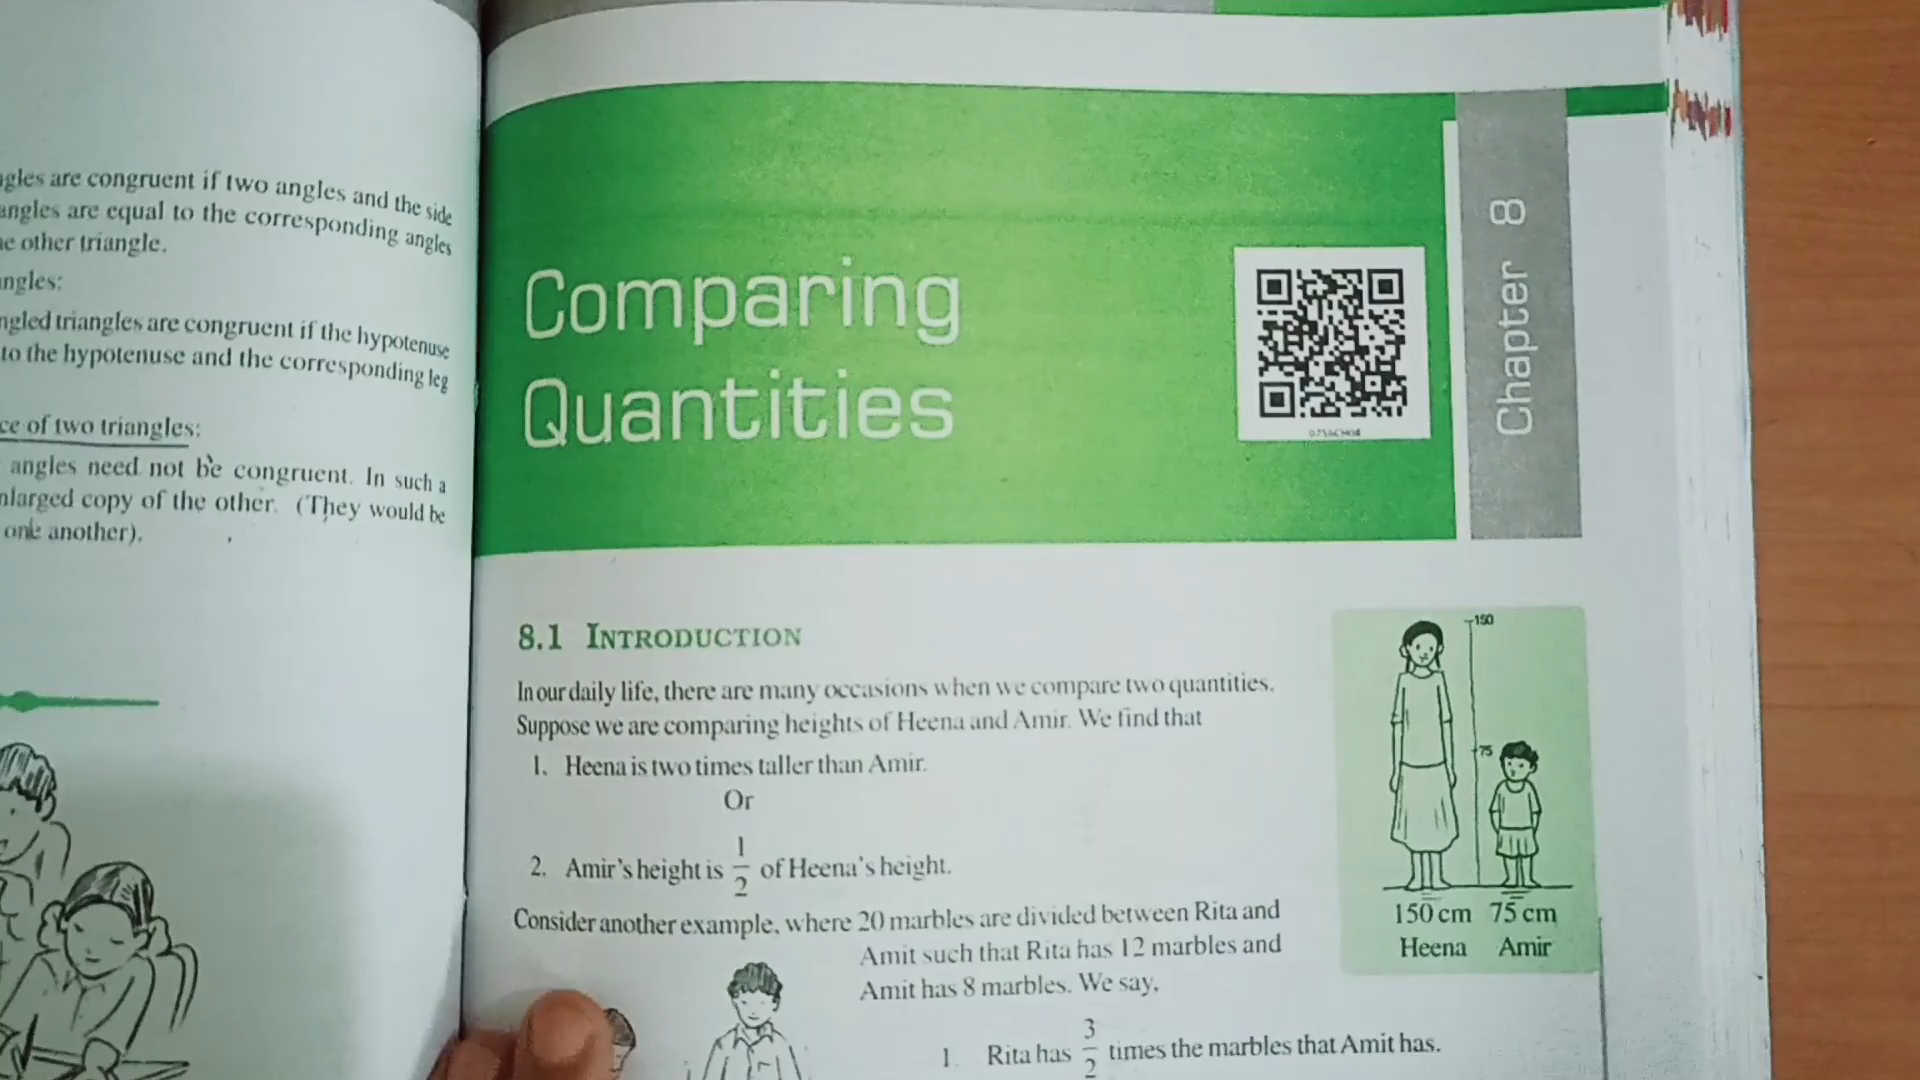 gles are congruent if two angles and the side
angles are equal to the corresponding angles
e other triangle.
ngles:
ngled triangles are congruent if the hypotenuse
to the hypotenuse and the corresponding leg
ce of two triangles:
angles need not be congruent. In such a
nlarged copy of the other. (They would be
one another).
Comparing
Quantities
Chapter 8
8.1 INTRODUCTION
In our daily life, there are many occasions when we compare two quantities.
Suppose we are comparing heights of Heena and Amir. We find that
1. Heena is two times taller than Amir.
Or
2. Amir's height is 1/2 of Heena's height.
Consider another example, where 20 marbles are divided between Rita and
Amit such that Rita has 12 marbles and
Amit has 8 marbles. We say,
1. Rita has 3/2 times the marbles that Amit has.
150
75
150 cm 75 cm
Heena Amir